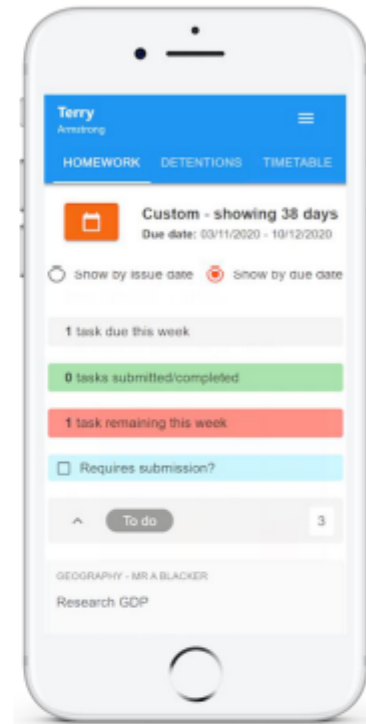 Terry
Armstrong
HOMEWORK DETENTIONS TIMETABLE
Custom - showing 38 days
Due date: 03/11/2020 - 10/12/2020
Show by issue date Show by due date
1 task due this week
0 tasks submitted/completed
1 task remaining this week
Requires submission?
To do 3
GEOGRAPHY - MR A BLACKER
Research GDP